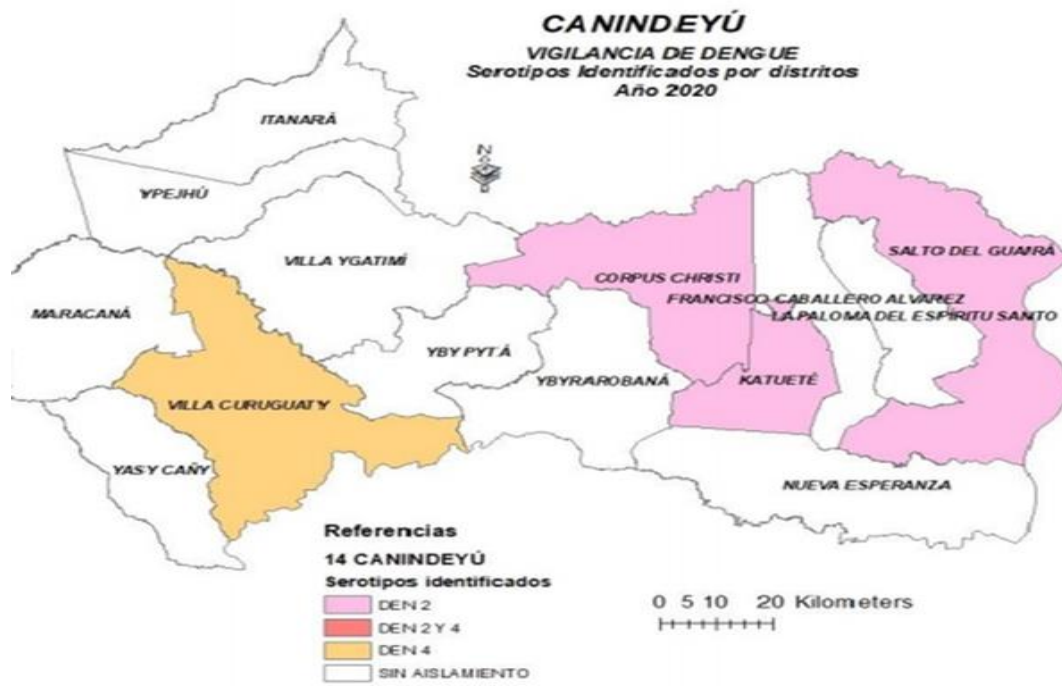 CANINDEYÚ
VIGILANCIA DE DENGUE
Serotipos Identificados por distritos
Año 2020
ITANARÁ
N
YPEJHÚ
VILLA YGATIMÍ
SALTO DEL GUAIRÁ
CORPUS CHRISTI
FRANCISCO CABALLERO ALVAREZ
MARACANÁ
LA PALOMA DEL ESPÍRITU SANTO
YBY PYTÁ
YBYRAROBANÁ
KATUETÉ
VILLA CURUGUATY
YASY CAÑY
NUEVA ESPERANZA
Referencias
14 CANINDEYÚ
Serotipos identificados
DEN 2
DEN 2 Y 4
DEN 4
SIN AISLAMIENTO
0 5 10 20 Kilometers